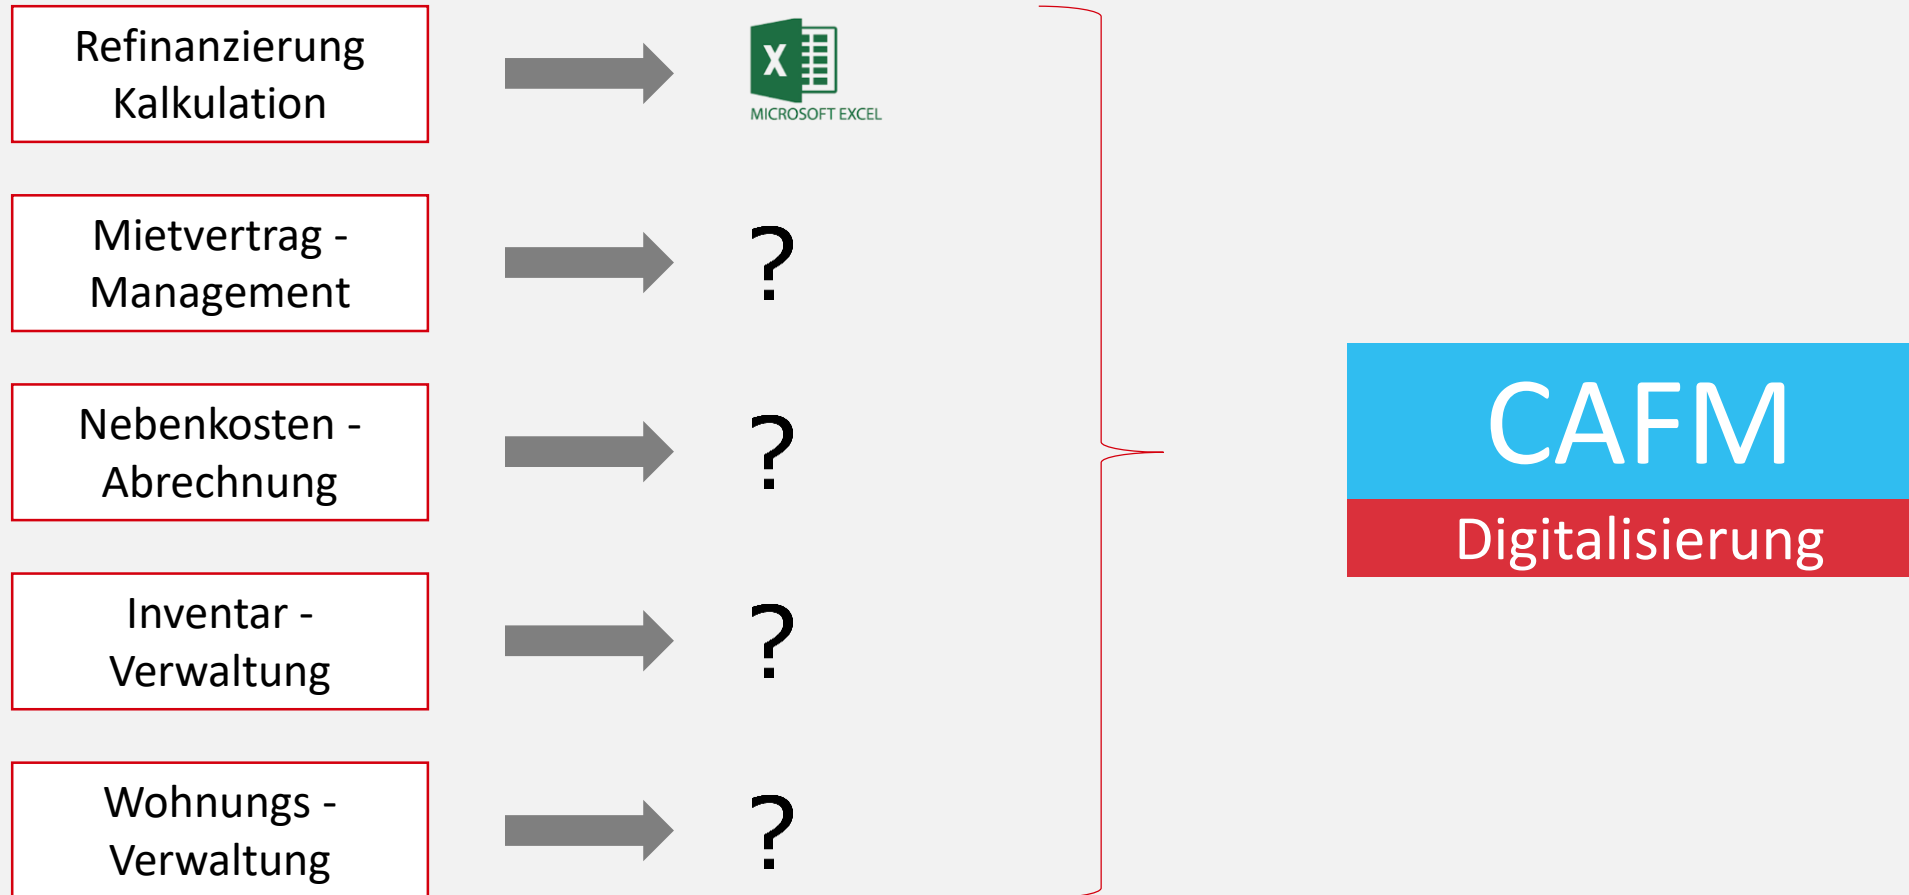 Refinanzierung
Kalkulation
X
MICROSOFT EXCEL
Mietvertrag -
Management
?
Nebenkosten -
Abrechnung
?
CAFM
Digitalisierung
Inventar -
Verwaltung
?
Wohnungs -
Verwaltung
?